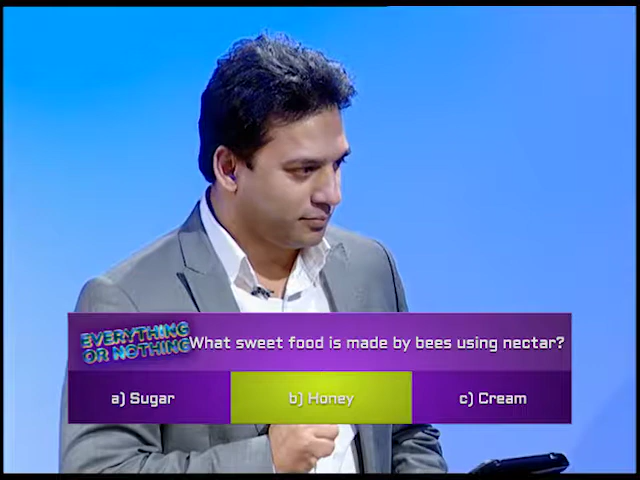 EVERYTHING
OR NOTHING
What sweet food is made by bees using nectar?
a) Sugar
b) Honey
c) Cream